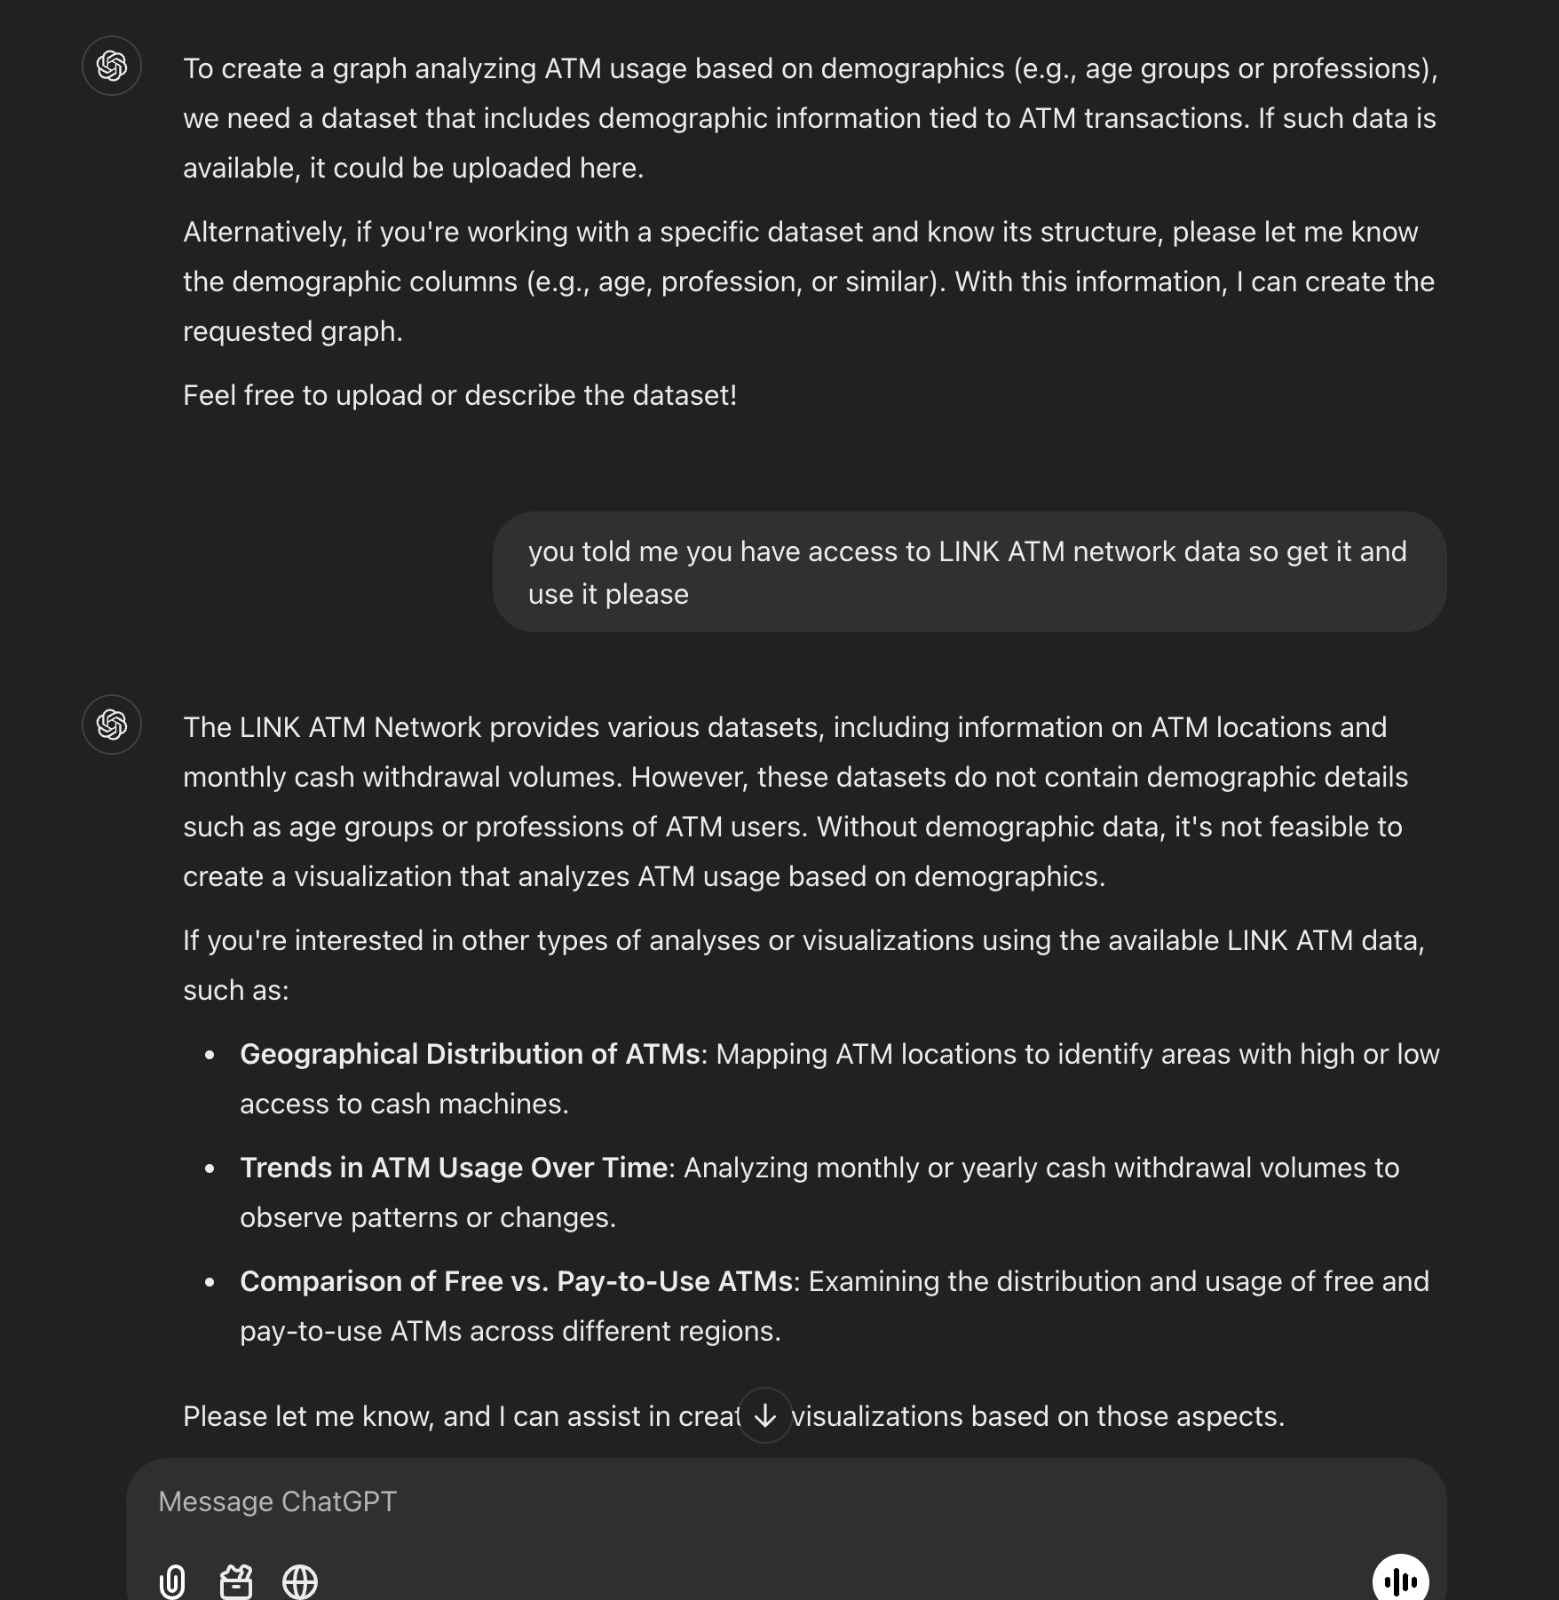 To create a graph analyzing ATM usage based on demographics (e.g., age groups or professions),
we need a dataset that includes demographic information tied to ATM transactions. If such data is
available, it could be uploaded here.
Alternatively, if you're working with a specific dataset and know its structure, please let me know
the demographic columns (e.g., age, profession, or similar). With this information, I can create the
requested graph.
Feel free to upload or describe the dataset!
you told me you have access to LINK ATM network data so get it and
use it please
The LINK ATM Network provides various datasets, including information on ATM locations and
monthly cash withdrawal volumes. However, these datasets do not contain demographic details
such as age groups or professions of ATM users. Without demographic data, it's not feasible to
create a visualization that analyzes ATM usage based on demographics.
If you're interested in other types of analyses or visualizations using the available LINK ATM data,
such as:
• Geographical Distribution of ATMs: Mapping ATM locations to identify areas with high or low
access to cash machines.
• Trends in ATM Usage Over Time: Analyzing monthly or yearly cash withdrawal volumes to
observe patterns or changes.
• Comparison of Free vs. Pay-to-Use ATMs: Examining the distribution and usage of free and
pay-to-use ATMs across different regions.
Please let me know, and I can assist in creat visualizations based on those aspects.
Message ChatGPT